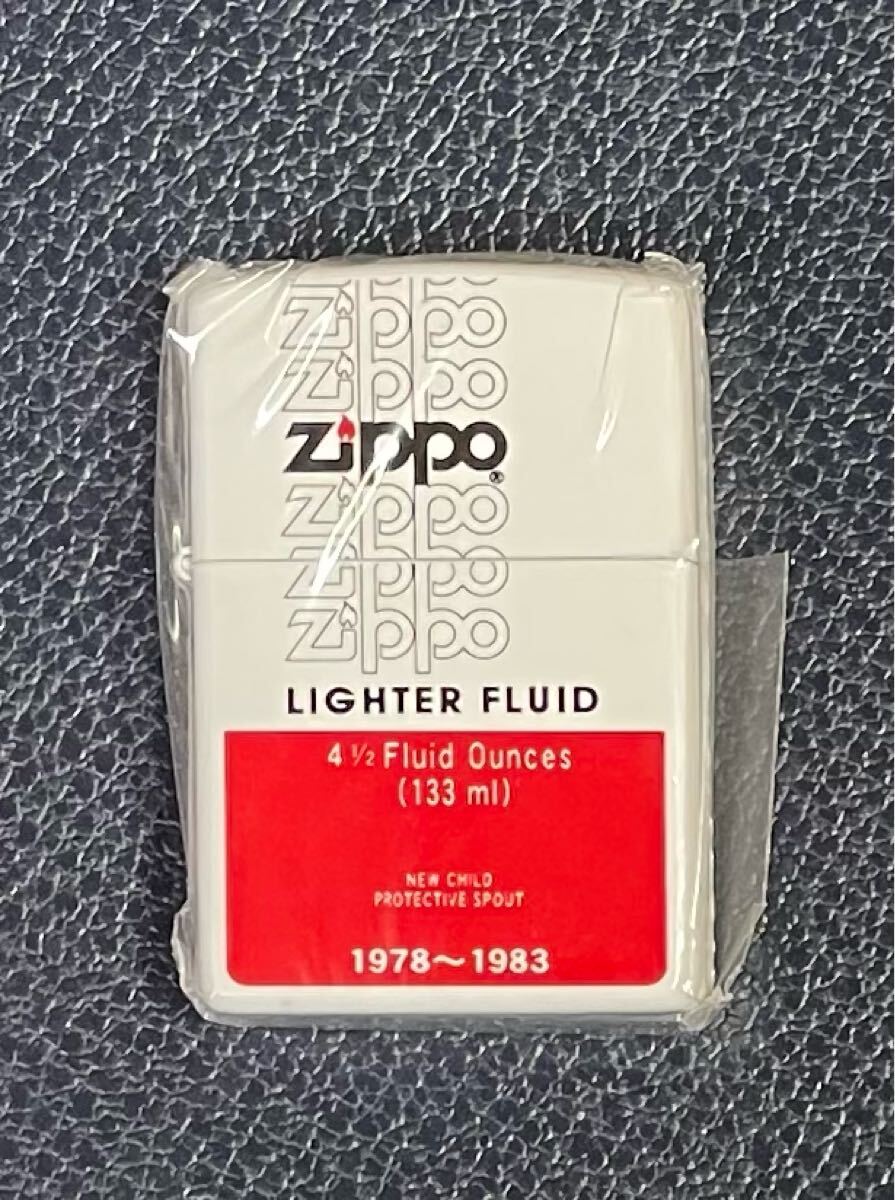 Zippo
Zippo
Zippo®
Zippo
Zippo
Zippo
LIGHTER FLUID
4 ½ Fluid Ounces
(133 ml)
NEW CHILD
PROTECTIVE SPOUT
1978〜1983